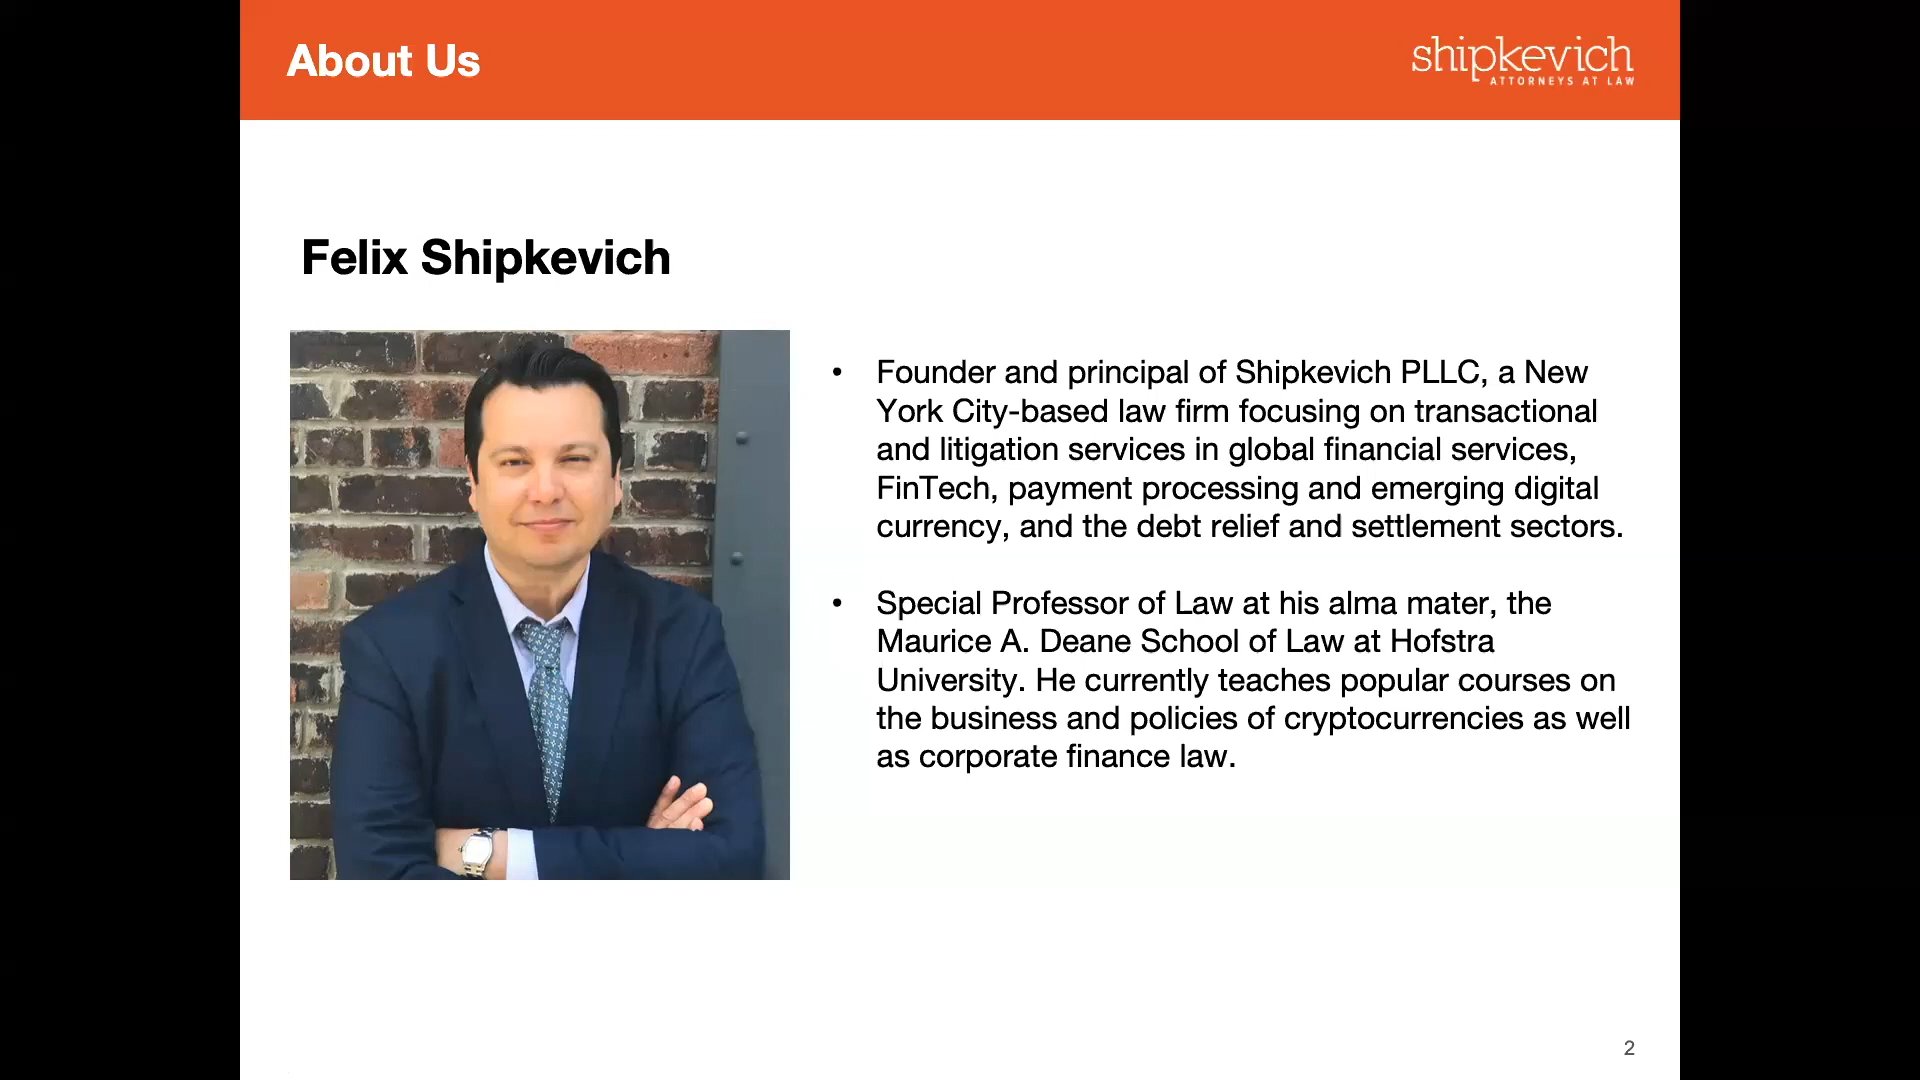 About Us
shipkevich
ATTORNEYS AT LAW
Felix Shipkevich
• Founder and principal of Shipkevich PLLC, a New
York City-based law firm focusing on transactional
and litigation services in global financial services,
FinTech, payment processing and emerging digital
currency, and the debt relief and settlement sectors.
• Special Professor of Law at his alma mater, the
Maurice A. Deane School of Law at Hofstra
University. He currently teaches popular courses on
the business and policies of cryptocurrencies as well
as corporate finance law.
2